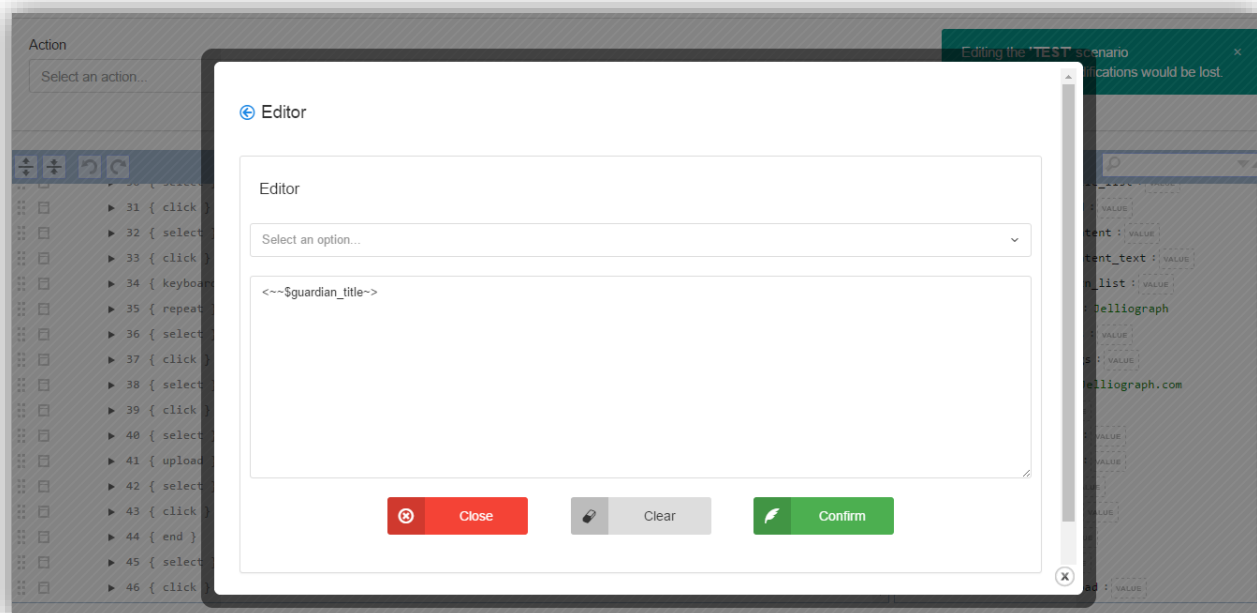 Action
Select an action...
Editing the 'TEST' scenario
ifications would be lost.
×
Editor
Editor
Select an option...
<~~$guardian_title~>
Close
Clear
Confirm
x
31 { click }
32 { select ]
33 { click }
34 { keyboar
35 { repeat ]
36 { select ]
37 { click }
38 { select ]
39 { click }
40 { select ]
41 { upload ]
42 { select ]
43 { click }
44 { end }
45 { select ]
46 { click }
_list : VALUE
: VALUE
tent : VALUE
tent_text : VALUE
n_list : VALUE
: Jelliograph
: VALUE
s : VALUE
elliograph.com
VALUE
VALUE
VALUE
ad : VALUE